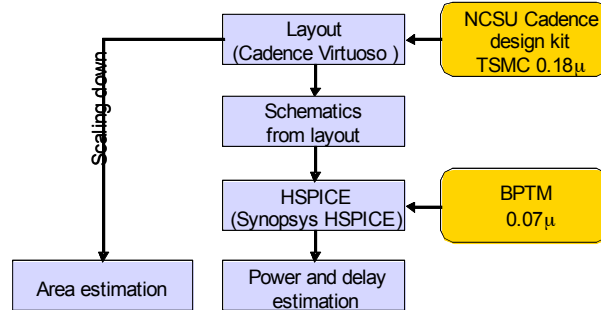 Layout
(Cadence Virtuoso )
NCSU Cadence
design kit
TSMC 0.18μ
Scaling down
Schematics
from layout
HSPICE
(Synopsys HSPICE)
BPTM
0.07μ
Area estimation
Power and delay
estimation